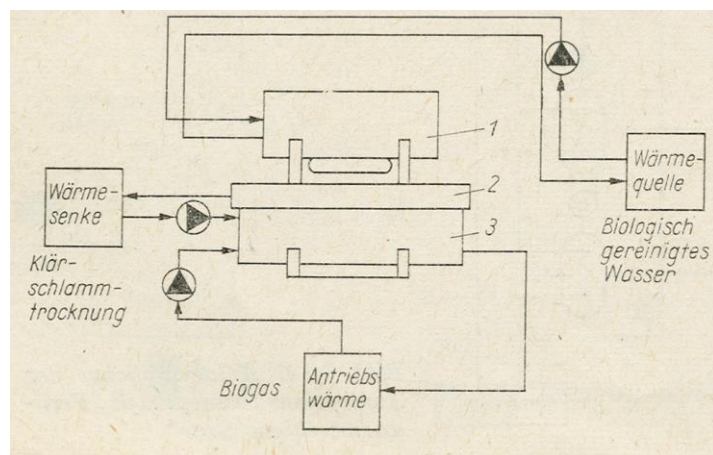 1
Wärme-
quelle
Biologisch
gereinigtes
Wasser
Wärme-
senke
2
3
Klär-
schlamm-
trocknung
Biogas
Antriebs
wärme